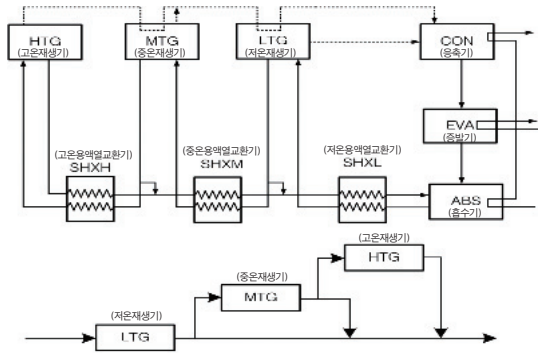 HTG
(고온재생기)
MTG
(중온재생기)
LTG
(저온재생기)
CON
(응축기)
EVA
(증발기)
(고온용액열교환기)
SHXH
(중온용액열교환기)
SHXM
(저온용액열교환기)
SHXL
ABS
(흡수기)
(고온재생기)
HTG
(중온재생기)
MTG
(저온재생기)
LTG